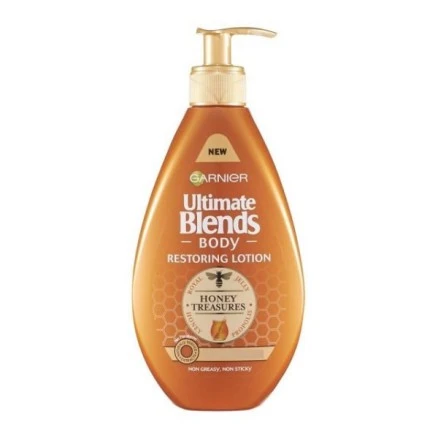 NEW
GARNIER
Ultimate
Blends
BODY
RESTORING LOTION
ROYAL JELLY
HONEY
TREASURES
HONEY PROPOLIS
NON GREASY, NON STICKY